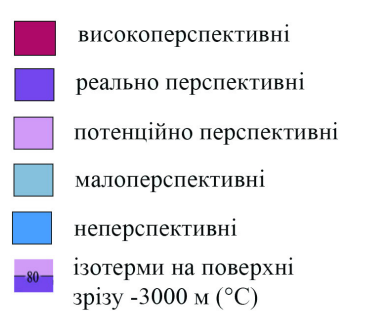 високоперспективні
реально перспективні
потенційно перспективні
малоперспективні
неперспективні
80 ізотерми на поверхні
зрізу -3000 м (°С)